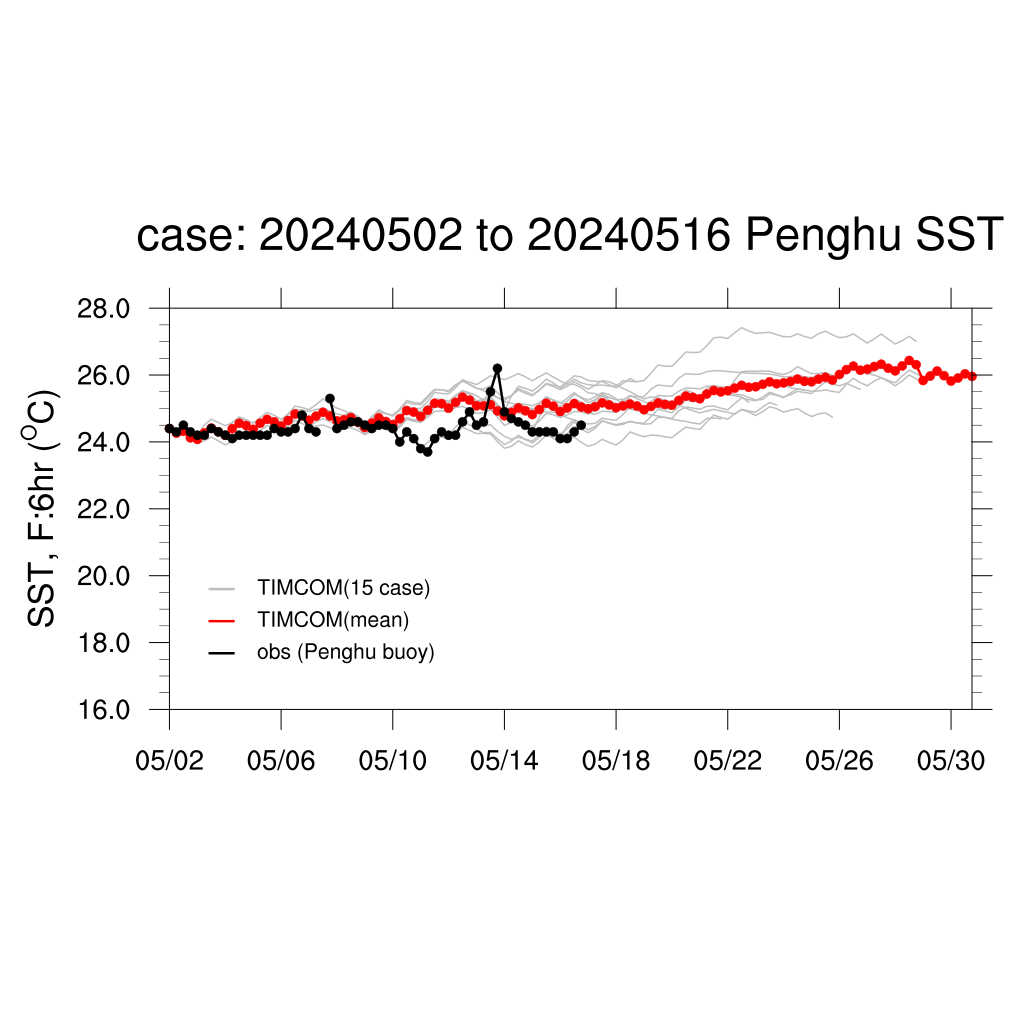 case: 20240502 to 20240516 Penghu SST
SST, F:6hr (°C)
28.0
26.0
24.0
22.0
20.0
18.0
16.0
TIMCOM(15 case)
TIMCOM(mean)
obs (Penghu buoy)
05/02 05/06 05/10 05/14 05/18 05/22 05/26 05/30